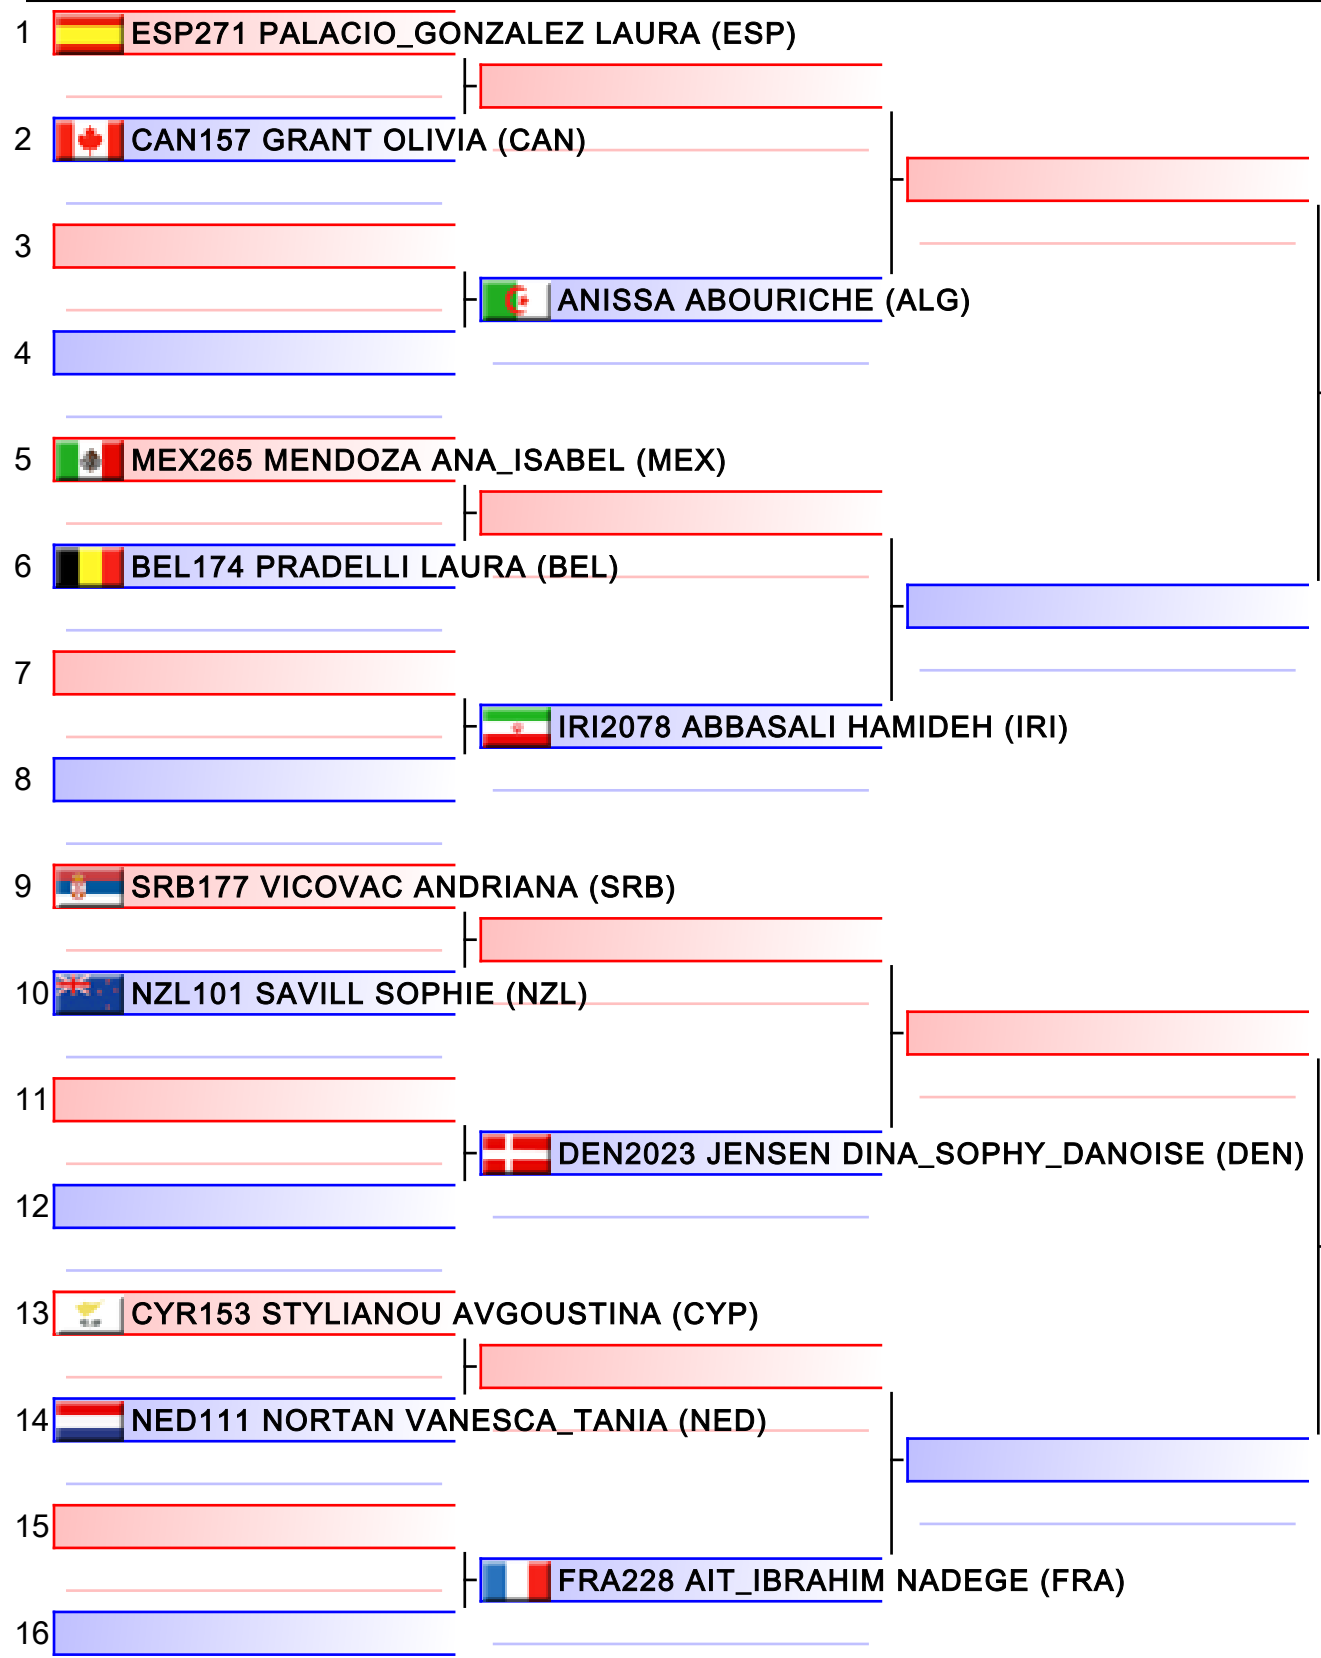 1 ESP271 PALACIO_GONZALEZ LAURA (ESP)
2 CAN157 GRANT OLIVIA (CAN)
3
ANISSA ABOURICHE (ALG)
4
5 MEX265 MENDOZA ANA_ISABEL (MEX)
6 BEL174 PRADELLI LAURA (BEL)
7
IRI2078 ABBASALI HAMIDEH (IRI)
8
9 SRB177 VICOVAC ANDRIANA (SRB)
10 NZL101 SAVILL SOPHIE (NZL)
11
DEN2023 JENSEN DINA_SOPHY_DANOISE (DEN)
12
13 CYR153 STYLIANOU AVGOUSTINA (CYP)
14 NED111 NORTAN VANESCA_TANIA (NED)
15
FRA228 AIT_IBRAHIM NADEGE (FRA)
16